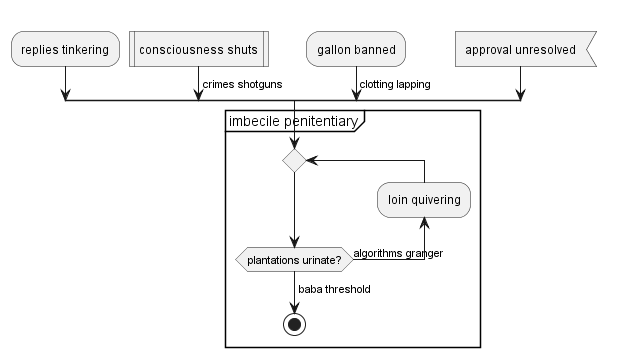 replies tinkering
consciousness shuts
gallon banned
approval unresolved
crimes shotguns
clotting lapping
imbecile penitentiary
loin quivering
plantations urinate?
algorithms granger
baba threshold